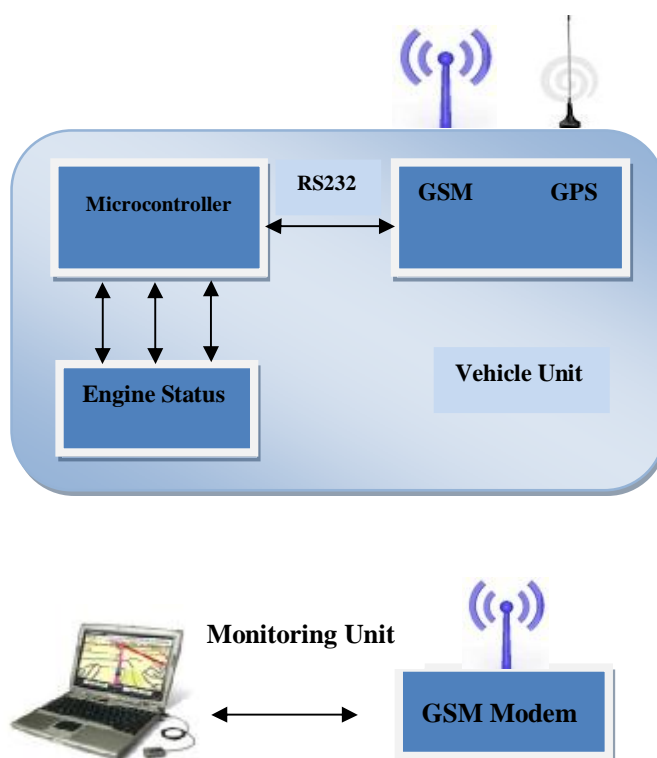 RS232
Microcontroller
GSM GPS
Engine Status
Vehicle Unit
Monitoring Unit
GSM Modem